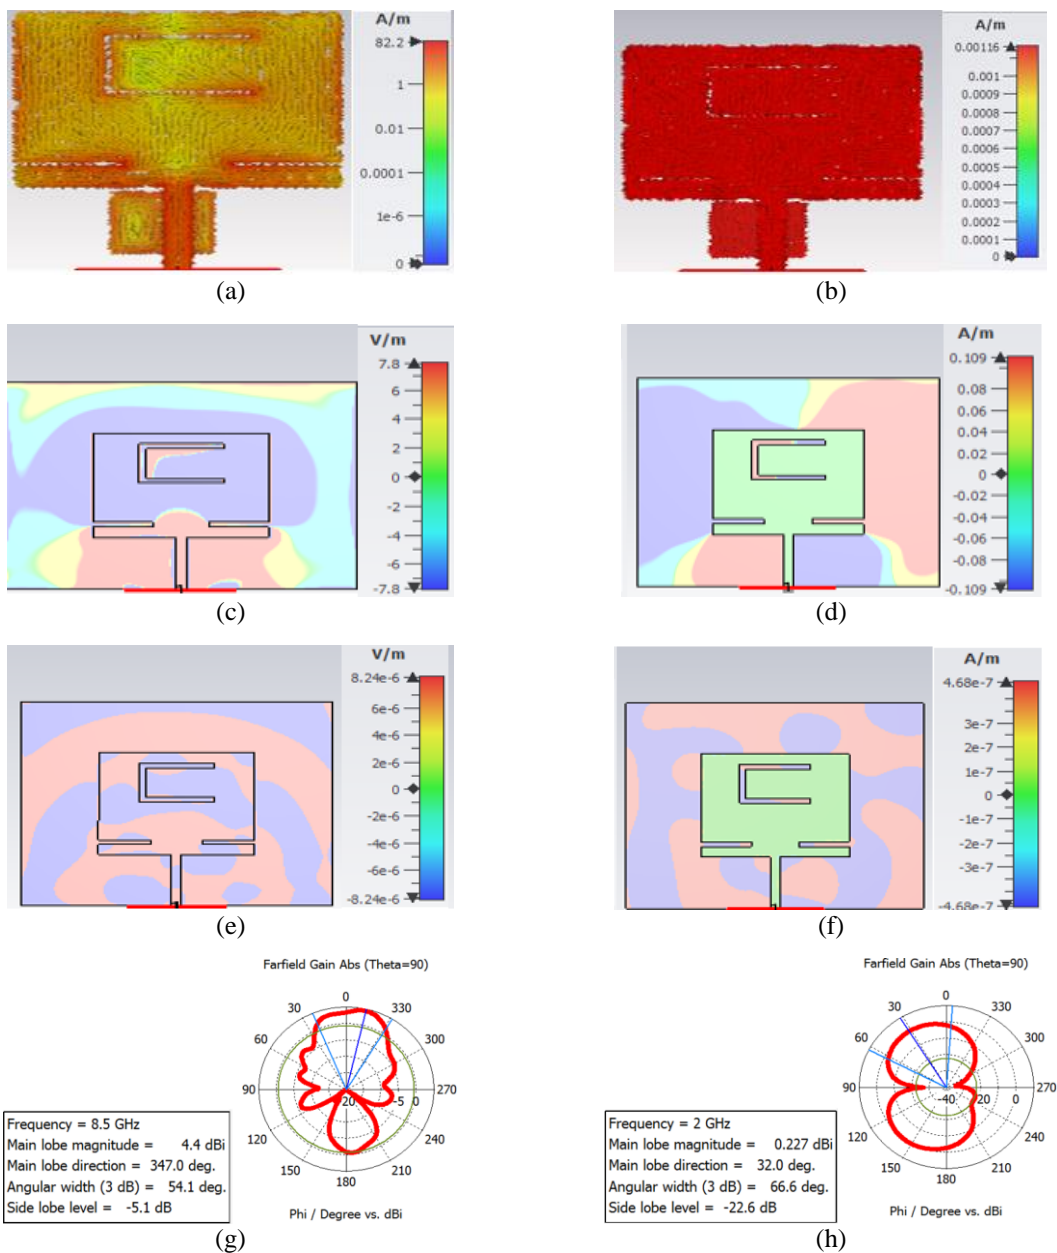 A/m
82.2
1
0.01
0.0001
1e-6
0
(a)
A/m
0.00116
0.001
0.0009
0.0008
0.0007
0.0006
0.0005
0.0004
0.0003
0.0002
0.0001
0
(b)
V/m
7.8
6
4
2
0
-2
-4
-6
-7.8
(c)
A/m
0.109
0.08
0.06
0.04
0.02
0
-0.02
-0.04
-0.06
-0.08
-0.109
(d)
V/m
8.24e-6
6e-6
4e-6
2e-6
0
-2e-6
-4e-6
-6e-6
-8.24e-6
(e)
A/m
4.68e-7
3e-7
2e-7
1e-7
0
-1e-7
-2e-7
-3e-7
-4.68e-7
(f)
Farfield Gain Abs (Theta=90)
0
30 330
60 300
90 270
20 -5 0
120 240
150 210
180
Phi / Degree vs. dBi
Frequency = 8.5 GHz
Main lobe magnitude = 4.4 dBi
Main lobe direction = 347.0 deg.
Angular width (3 dB) = 54.1 deg.
Side lobe level = -5.1 dB
(g)
Farfield Gain Abs (Theta=90)
0
30 330
60 300
90 270
-40 -20 0
120 240
150 210
180
Phi / Degree vs. dBi
Frequency = 2 GHz
Main lobe magnitude = 0.227 dBi
Main lobe direction = 32.0 deg.
Angular width (3 dB) = 66.6 deg.
Side lobe level = -22.6 dB
(h)